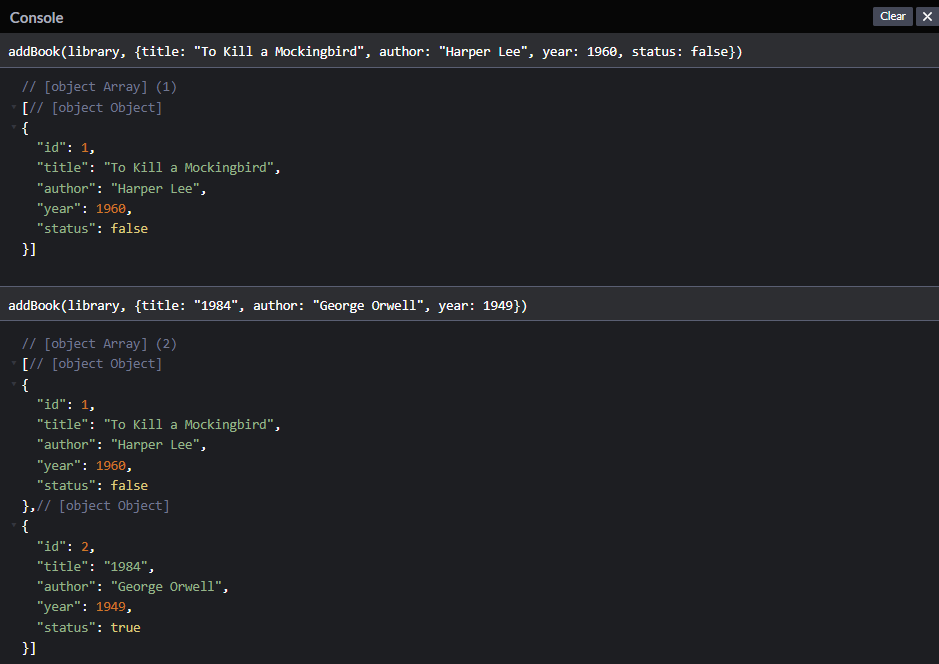 Console
Clear
addBook(library, {title: "To Kill a Mockingbird", author: "Harper Lee", year: 1960, status: false})
// [object Array] (1)
[// [object Object]
{
"id": 1,
"title": "To Kill a Mockingbird",
"author": "Harper Lee",
"year": 1960,
"status": false
}]
addBook(library, {title: "1984", author: "George Orwell", year: 1949})
// [object Array] (2)
[// [object Object]
{
"id": 1,
"title": "To Kill a Mockingbird",
"author": "Harper Lee",
"year": 1960,
"status": false
},// [object Object]
{
"id": 2,
"title": "1984",
"author": "George Orwell",
"year": 1949,
"status": true
}]